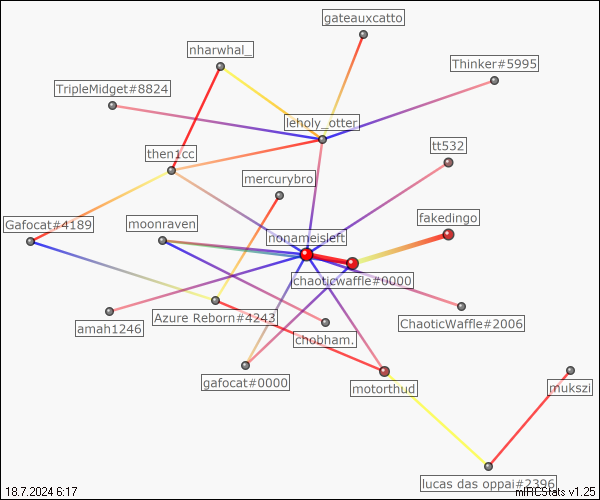 gateauxcatto
nharwhal_
Thinker#5995
TripleMidget#8824
leholy_otter
tt532
then1cc
mercurybro
fakedingo
Gafocat#4189
moonraven
nonameisleft
chaoticwaffle#0000
Azure Reborn#4243
ChaoticWaffle#2006
amah1246
chobham.
gafocat#0000
motorthud
mukszi
lucas das oppai#2396
18.7.2024 6:17
mIRCStats v1.25